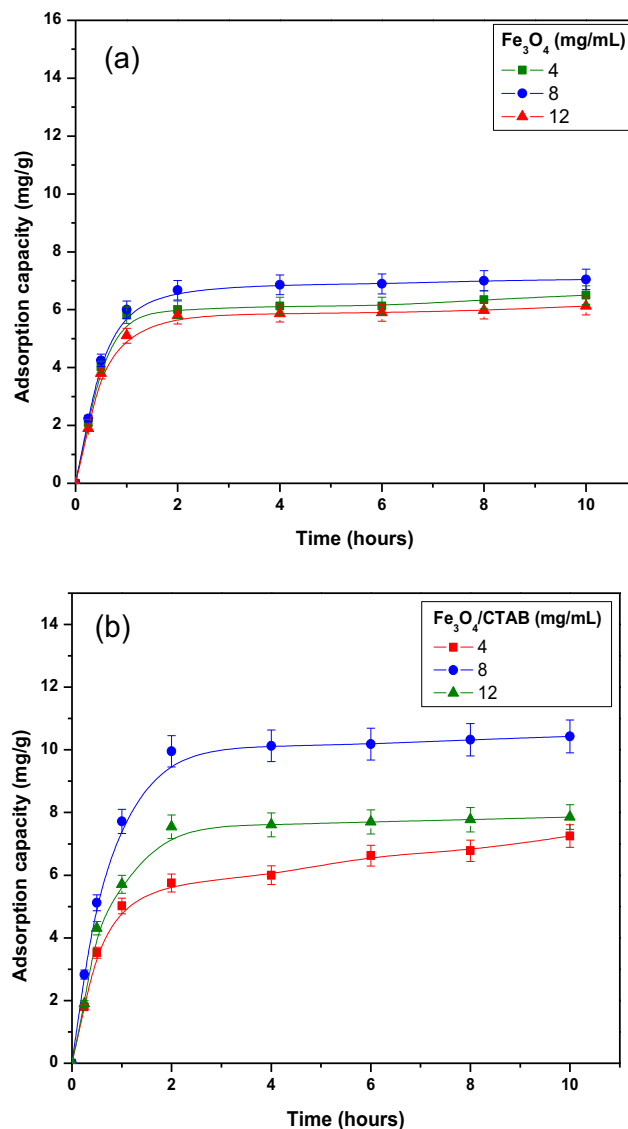 (a)
Fe₃O₄ (mg/mL)
4
8
12
Adsorption capacity (mg/g)
16
14
12
10
8
6
4
2
0
0 2 4 6 8 10
Time (hours)
(b)
Fe₃O₄/CTAB (mg/mL)
4
8
12
Adsorption capacity (mg/g)
14
12
10
8
6
4
2
0
0 2 4 6 8 10
Time (hours)